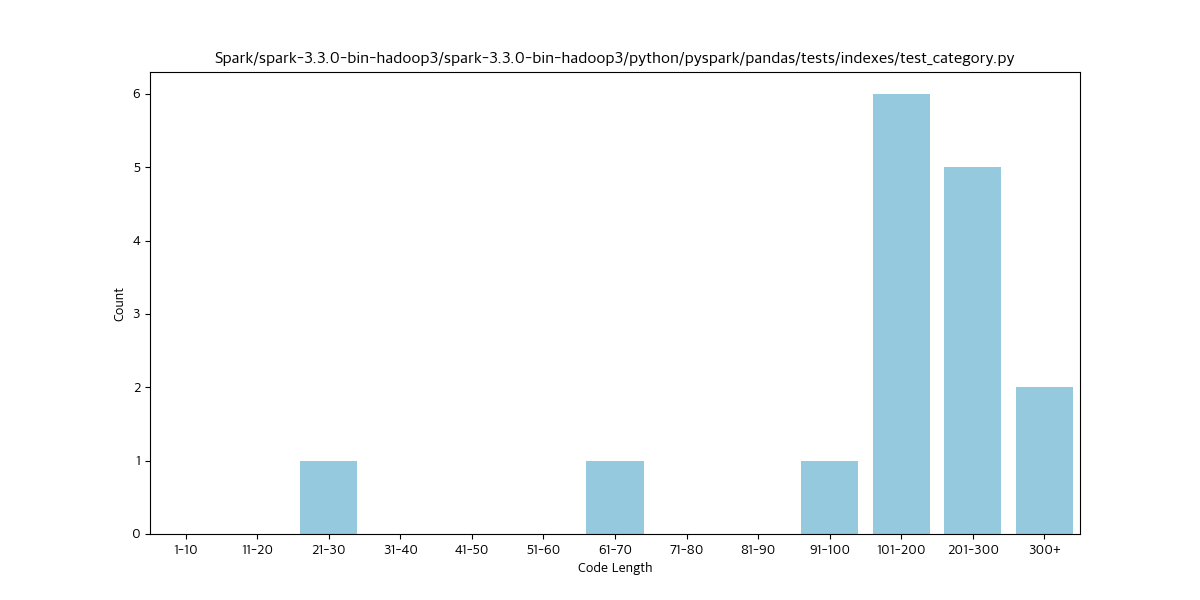 Spark/spark-3.3.0-bin-hadoop3/spark-3.3.0-bin-hadoop3/python/pyspark/pandas/tests/indexes/test_category.py
6
5
4
3
2
1
0
Count
1-10 11-20 21-30 31-40 41-50 51-60 61-70 71-80 81-90 91-100 101-200 201-300 300+
Code Length